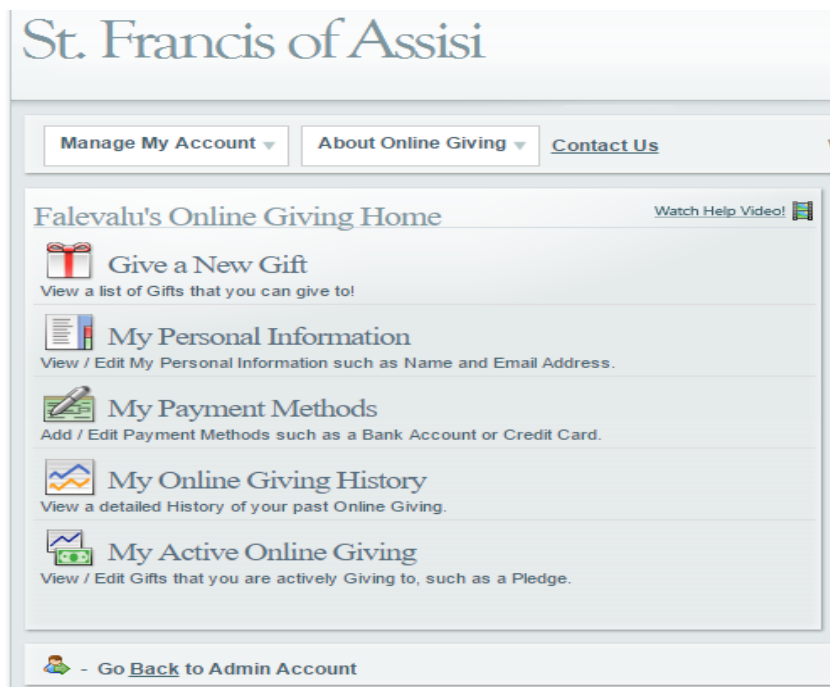 St. Francis of Assisi
Manage My Account
About Online Giving
Contact Us
Falevalu's Online Giving Home
Watch Help Video!
Give a New Gift
View a list of Gifts that you can give to!
My Personal Information
View / Edit My Personal Information such as Name and Email Address.
My Payment Methods
Add / Edit Payment Methods such as a Bank Account or Credit Card.
My Online Giving History
View a detailed History of your past Online Giving.
My Active Online Giving
View / Edit Gifts that you are actively Giving to, such as a Pledge.
- Go Back to Admin Account